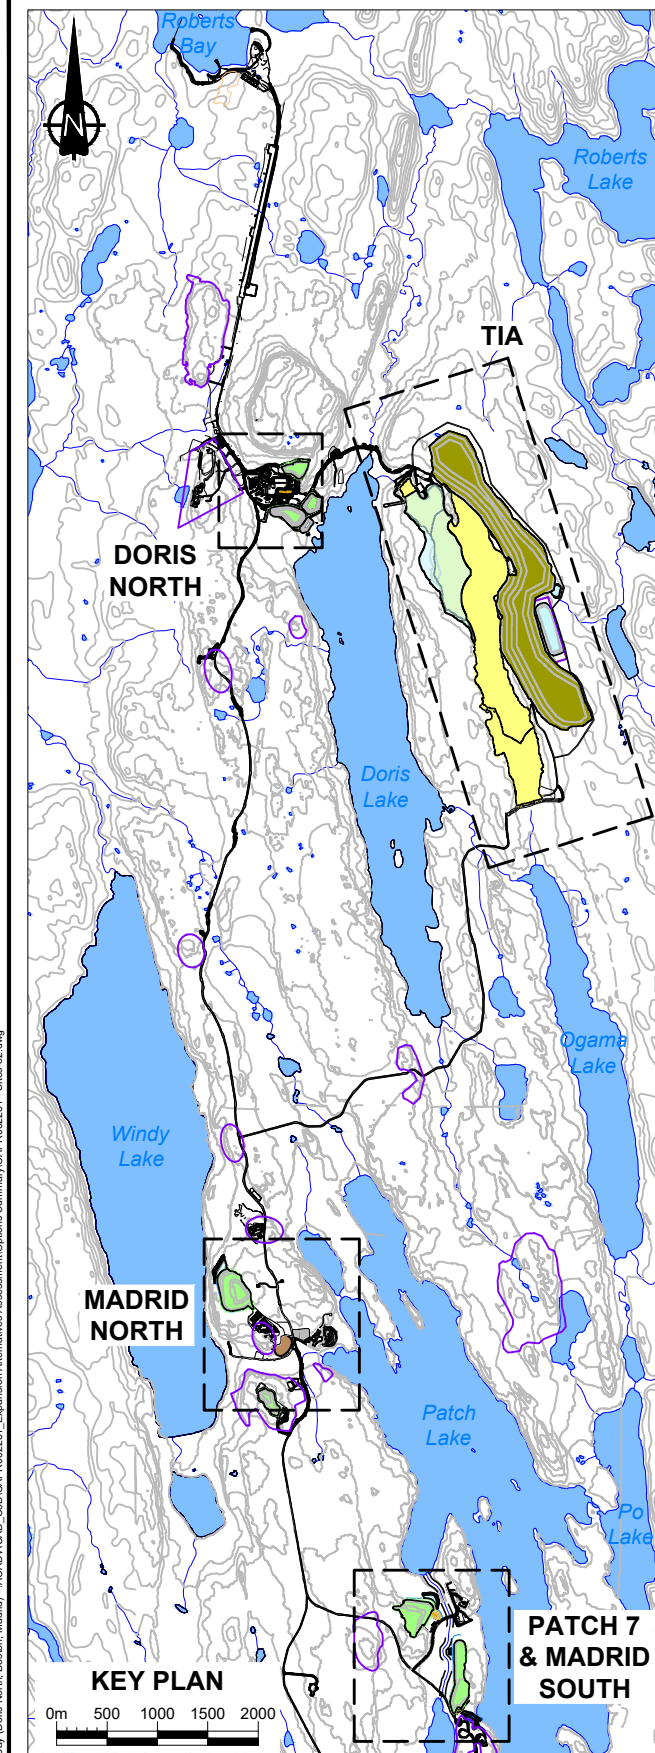 Roberts
Bay
N
Roberts
Lake
TIA
DORIS
NORTH
Doris
Lake
Ogama
Lake
Windy
Lake
MADRID
NORTH
Patch
Lake
Po
Lake
PATCH 7
& MADRID
SOUTH
KEY PLAN
0m 500 1000 1500 2000